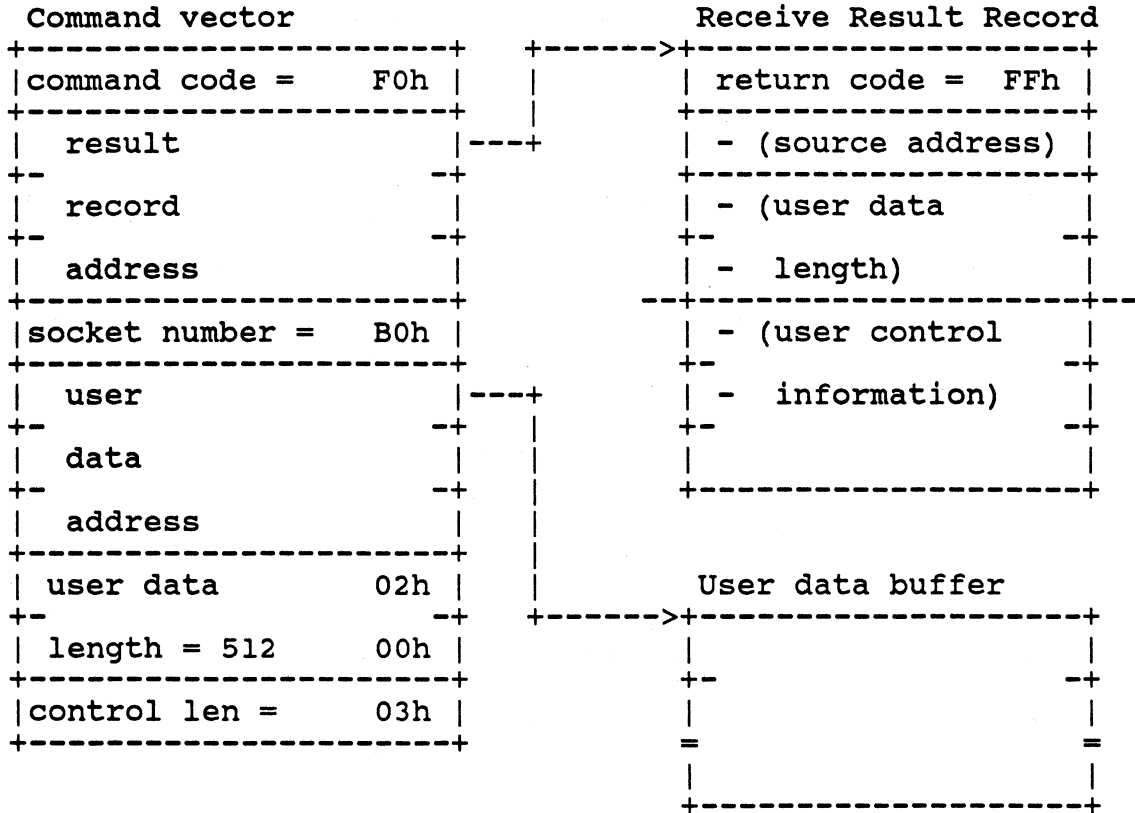 Command vector
command code = F0h
result
record
address
socket number = B0h
user
data
address
user data 02h
length = 512 00h
control len = 03h
Receive Result Record
return code = FFh
- (source address)
- (user data
- length)
- (user control
- information)
User data buffer